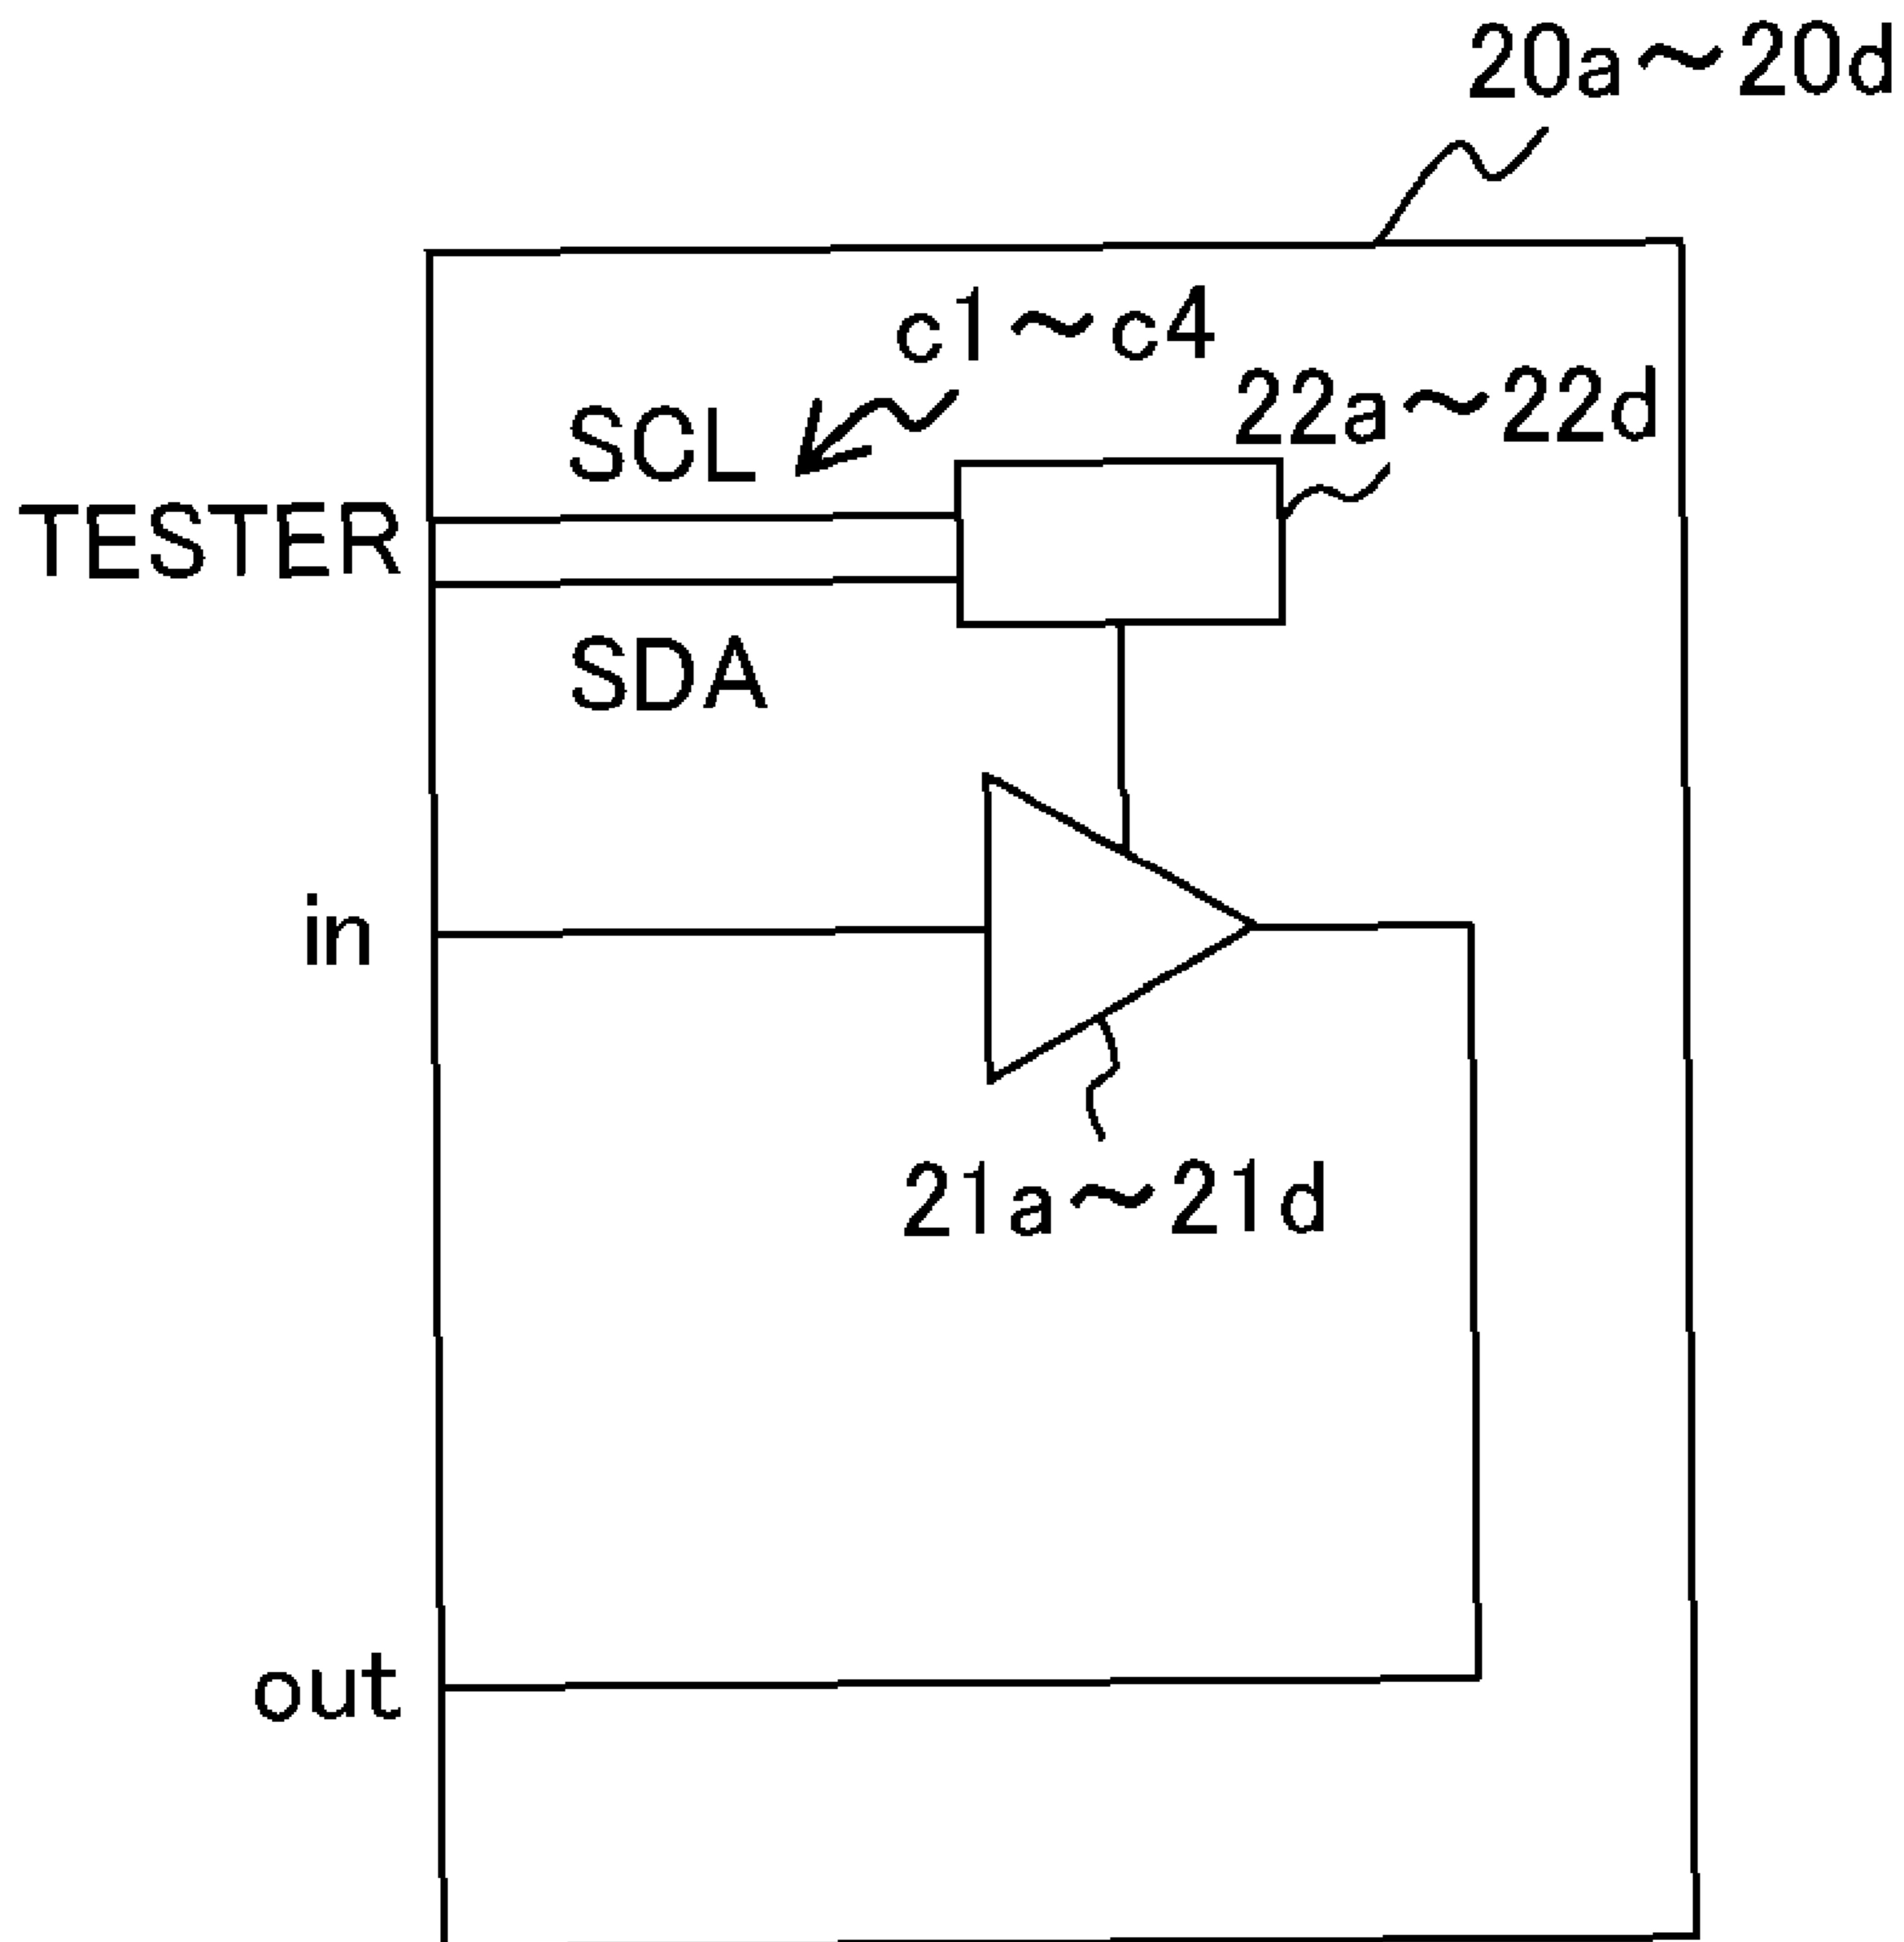 20a～20d
c1～c4
22a～22d
SCL
TESTER
SDA
in
21a～21d
out